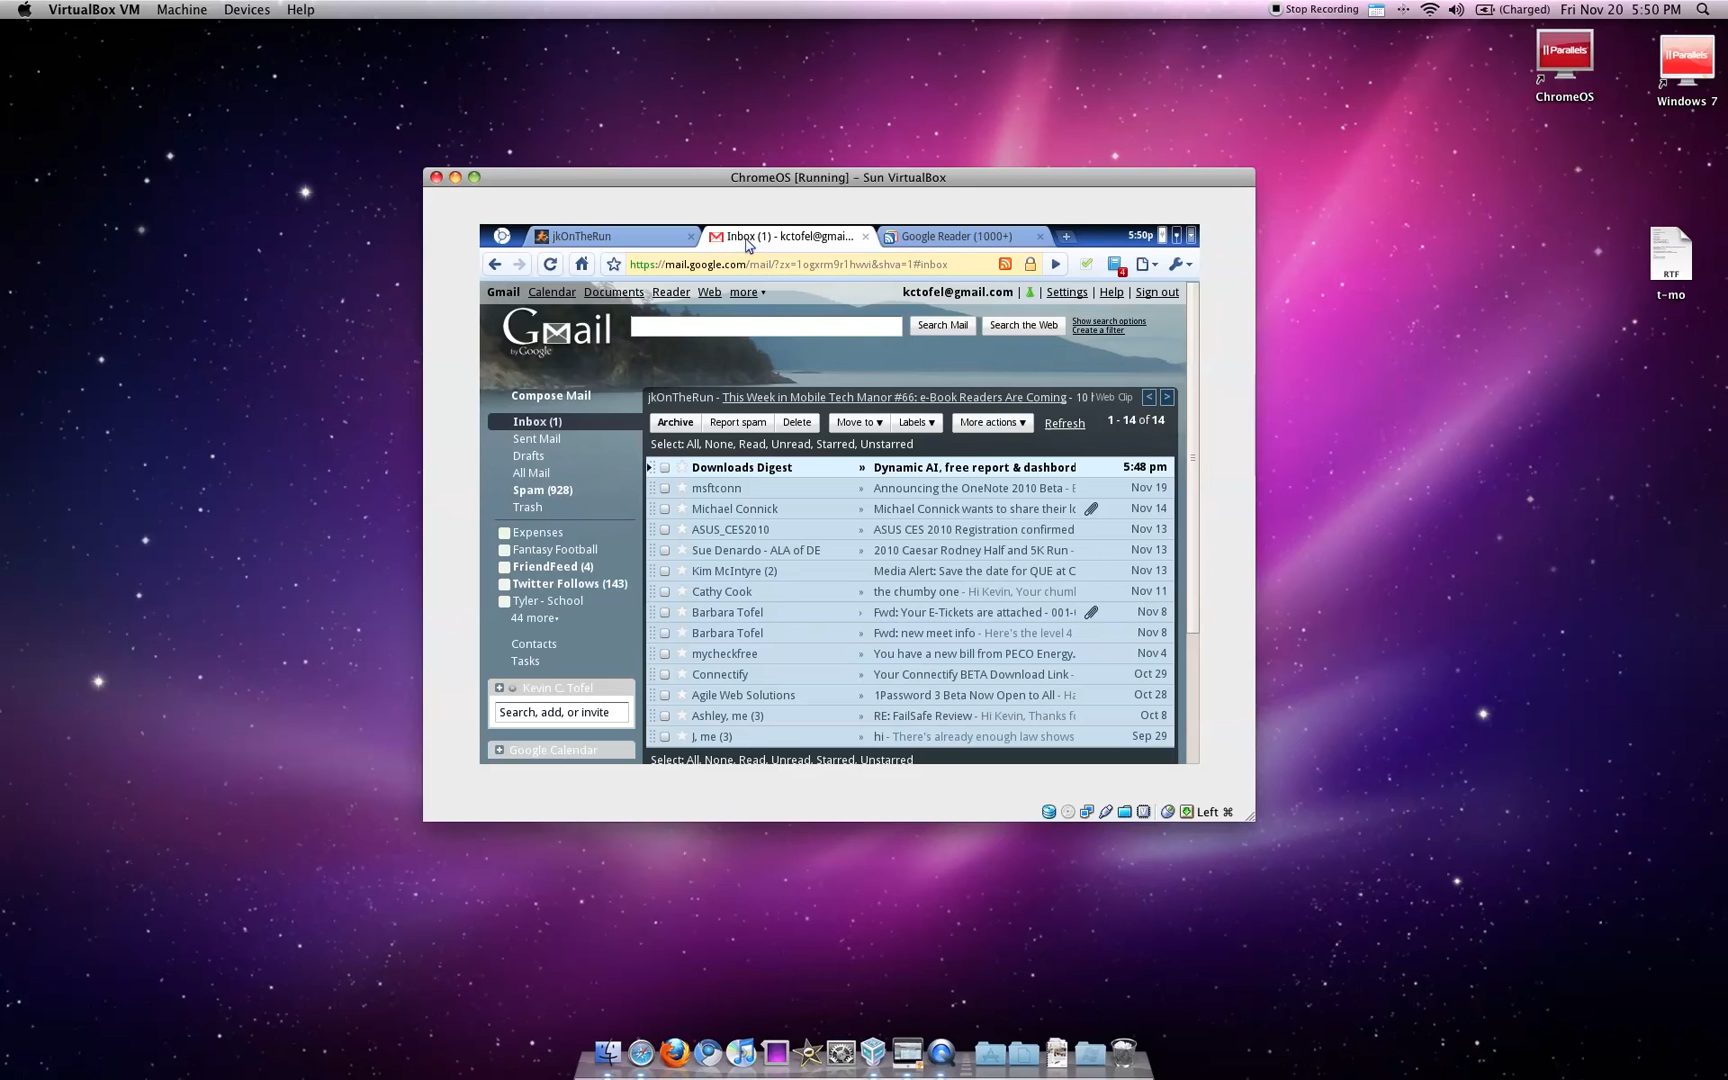 VirtualBox VM Machine Devices Help
Stop Recording (Charged) Fri Nov 20 5:50 PM
Parallels
ChromeOS
Parallels
Windows 7
RTF
t-mo
ChromeOS [Running] – Sun VirtualBox
jkOnTheRun
Inbox (1) - kctofel@gmai...
Google Reader (1000+)
5:50p
https://mail.google.com/mail/?zx=1ogxrm9r1hwvi&shva=1#inbox
4
Gmail Calendar Documents Reader Web more
kctofel@gmail.com | Settings | Help | Sign out
Gmail
by Google
Search Mail
Search the Web
Show search options
Create a filter
Compose Mail
Inbox (1)
Sent Mail
Drafts
All Mail
Spam (928)
Trash
Expenses
Fantasy Football
FriendFeed (4)
Twitter Follows (143)
Tyler - School
44 more
Contacts
Tasks
Kevin C. Tofel
Search, add, or invite
Google Calendar
jkOnTheRun - This Week in Mobile Tech Manor #66: e-Book Readers Are Coming - 10 Web Clip < >
Archive Report spam Delete Move to Labels More actions Refresh 1 - 14 of 14
Select: All, None, Read, Unread, Starred, Unstarred
Downloads Digest » Dynamic AI, free report & dashbord 5:48 pm
msftconn » Announcing the OneNote 2010 Beta - Nov 19
Michael Connick » Michael Connick wants to share their Nov 14
ASUS_CES2010 » ASUS CES 2010 Registration confirmed Nov 13
Sue Denardo - ALA of DE » 2010 Caesar Rodney Half and 5K Run - Nov 13
Kim McIntyre (2) » Media Alert: Save the date for QUE at C Nov 13
Cathy Cook » the chumby one - Hi Kevin, Your chuml Nov 11
Barbara Tofel › Fwd: Your E-Tickets are attached - 001- Nov 8
Barbara Tofel » Fwd: new meet info - Here's the level 4 Nov 8
mycheckfree » You have a new bill from PECO Energy. Nov 4
Connectify » Your Connectify BETA Download Link - Oct 29
Agile Web Solutions » 1Password 3 Beta Now Open to All - Ha Oct 28
Ashley, me (3) » RE: FailSafe Review - Hi Kevin, Thanks fo Oct 8
J, me (3) » hi - There's already enough law shows Sep 29
Select: All, None, Read, Unread, Starred, Unstarred
Left ⌘